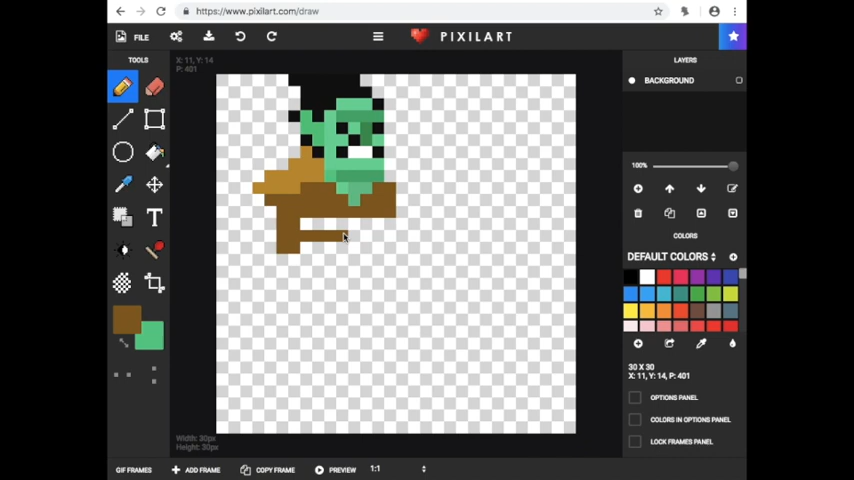 https://www.pixilart.com/draw
FILE
PIXILART
TOOLS
X: 11, Y: 14
P: 401
LAYERS
BACKGROUND
100%
COLORS
DEFAULT COLORS
30 X 30
X: 11, Y: 14, P: 401
OPTIONS PANEL
COLORS IN OPTIONS PANEL
LOCK FRAMES PANEL
T
Width: 30px
Height: 30px
GIF FRAMES
ADD FRAME
COPY FRAME
PREVIEW
1:1